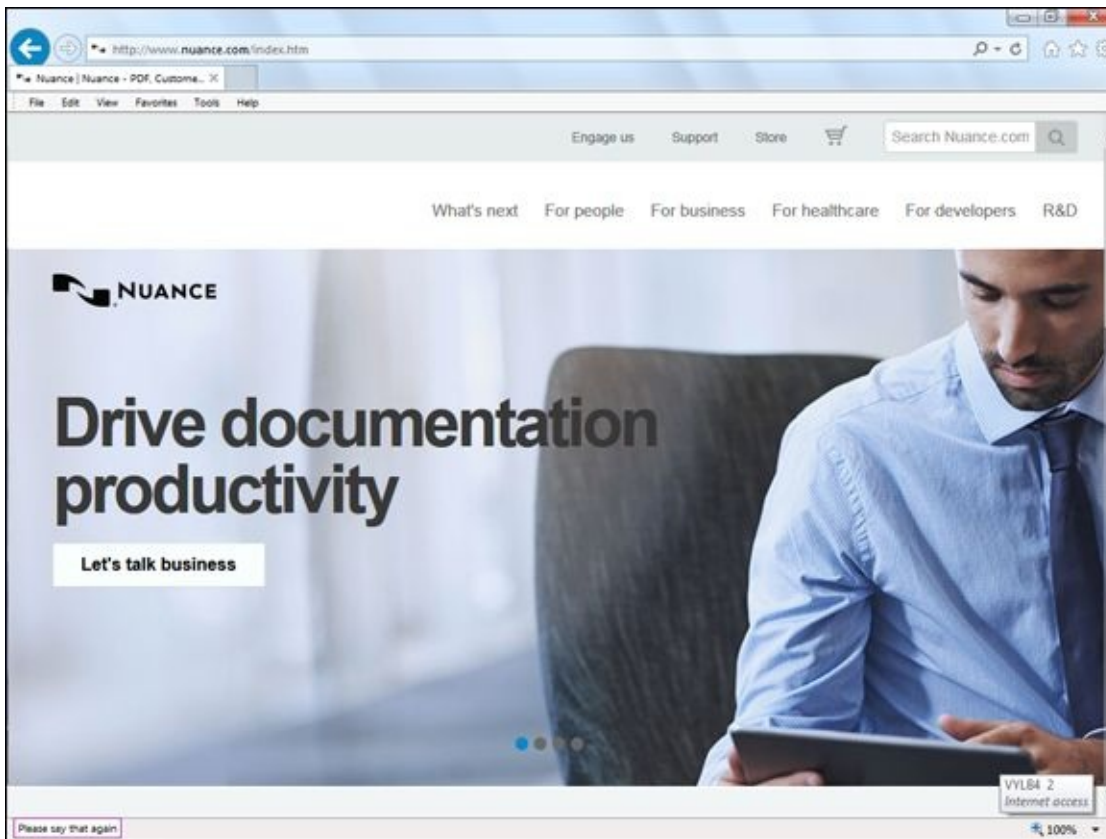 http://www.nuance.com/index.htm
Nuance | Nuance - PDF, Custome...
File Edit View Favorites Tools Help
Engage us Support Store Search Nuance.com
What's next For people For business For healthcare For developers R&D
NUANCE
Drive documentation
productivity
Let's talk business
VYLB4 2
Internet access
Please say that again 100%